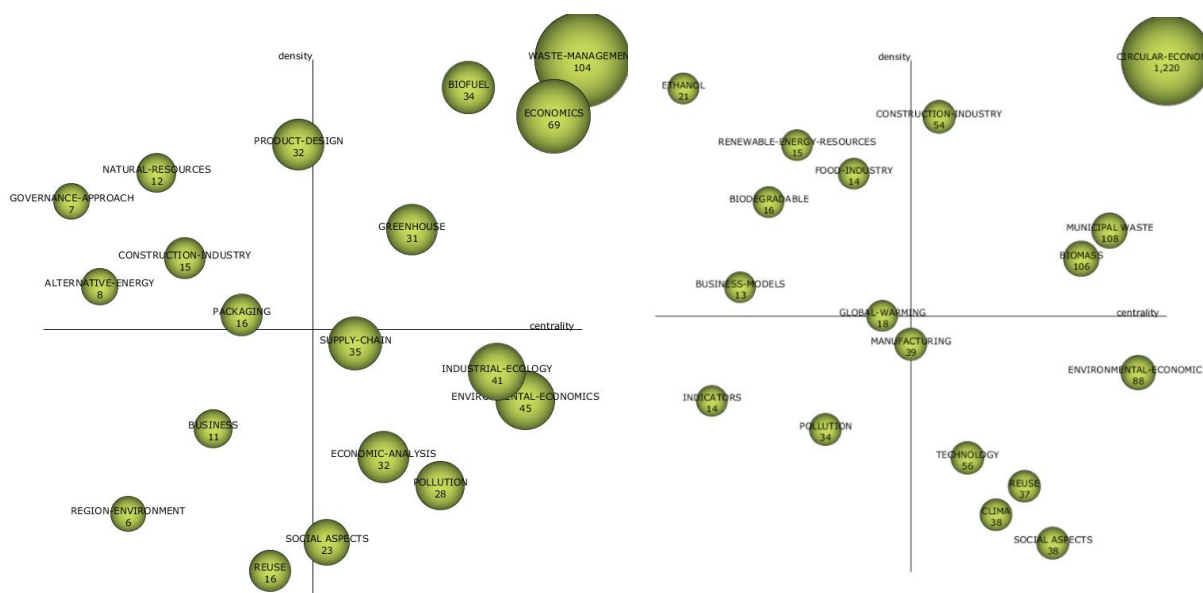 density
WASTE-MANAGEMEN
104
BIOFUEL
34
ECONOMICS
69
PRODUCT-DESIGN
32
NATURAL-RESOURCES
12
GOVERNANCE-APPROACH
7
GREENHOUSE
31
CONSTRUCTION-INDUSTRY
15
ALTERNATIVE-ENERGY
8
PACKAGING
16
centrality
SUPPLY-CHAIN
35
INDUSTRIAL-ECOLOGY
41
ENVIRONMENTAL-ECONOMICS
45
BUSINESS
11
ECONOMIC-ANALYSIS
32
POLLUTION
28
REGION-ENVIRONMENT
6
SOCIAL ASPECTS
23
REUSE
16
density
CIRCULAR-ECONO
1,220
ETHANOL
21
CONSTRUCTION-INDUSTRY
54
RENEWABLE-ENERGY-RESOURCES
15
FOOD-INDUSTRY
14
BIODEGRADABLE
16
MUNICIPAL WASTE
108
BIOMASS
106
BUSINESS-MODELS
13
GLOBAL-WARMING
18
centrality
MANUFACTURING
39
ENVIRONMENTAL-ECONOMIC
88
INDICATORS
14
POLLUTION
34
TECHNOLOGY
56
REUSE
37
CLIMA
38
SOCIAL ASPECTS
38